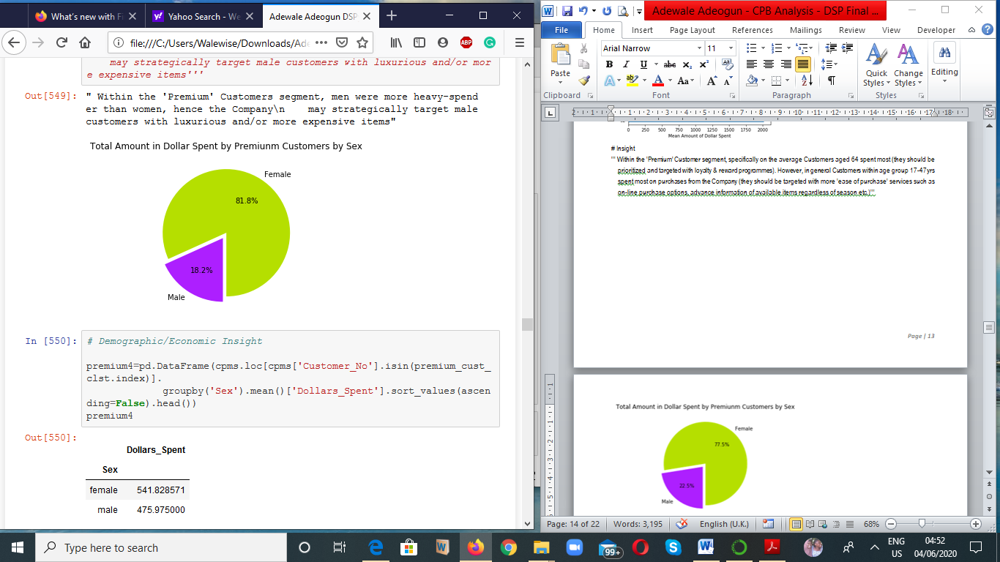 What's new with Fi
Yahoo Search - We
Adewale Adeogun DSP
file:///C:/Users/Walewise/Downloads/Ade
ABP
may strategically target male customers with luxurious and/or mor
e expensive items'''
Out[549]:
" Within the 'Premium' Customers segment, men were more heavy-spend
er than women, hence the Company\n    may strategically target male
customers with luxurious and/or more expensive items"
Total Amount in Dollar Spent by Premiunm Customers by Sex
Female
81.8%
18.2%
Male
In [550]:
# Demographic/Economic Insight
premium4=pd.DataFrame(cpms.loc[cpms['Customer_No'].isin(premium_cust_
clst.index)].
groupby('Sex').mean()['Dollars_Spent'].sort_values(ascen
ding=False).head())
premium4
Out[550]:
Dollars_Spent
Sex
female 541.828571
male 475.975000
Adewale Adeogun - CPB Analysis - DSP Final ...
File Home Insert Page Layout References Mailings Review View Developer
Paste
Arial Narrow 11
Quick Styles
Change Styles
Editing
Clipboard Font Paragraph Styles
0 250 500 750 1000 1250 1500 1750 2000
Mean Amount of Dollar Spent
# Insight
''' Within the 'Premium' Customer segment, specifically on the average Customers aged 64 spent most (they should be
prioritized and targeted with loyalty & reward programmes). However, in general Customers within age group 17-47yrs
spent most on purchases from the Company (they should be targeted with more 'ease of purchase' services such as
on-line purchase options, advance information of available items regardless of season etc.)'''
Page | 13
Total Amount in Dollar Spent by Premiunm Customers by Sex
Female
77.5%
22.5%
Male
Page: 14 of 22 Words: 3,195 English (U.K.) 68%
Type here to search
99+
ENG
US
04:52
04/06/2020